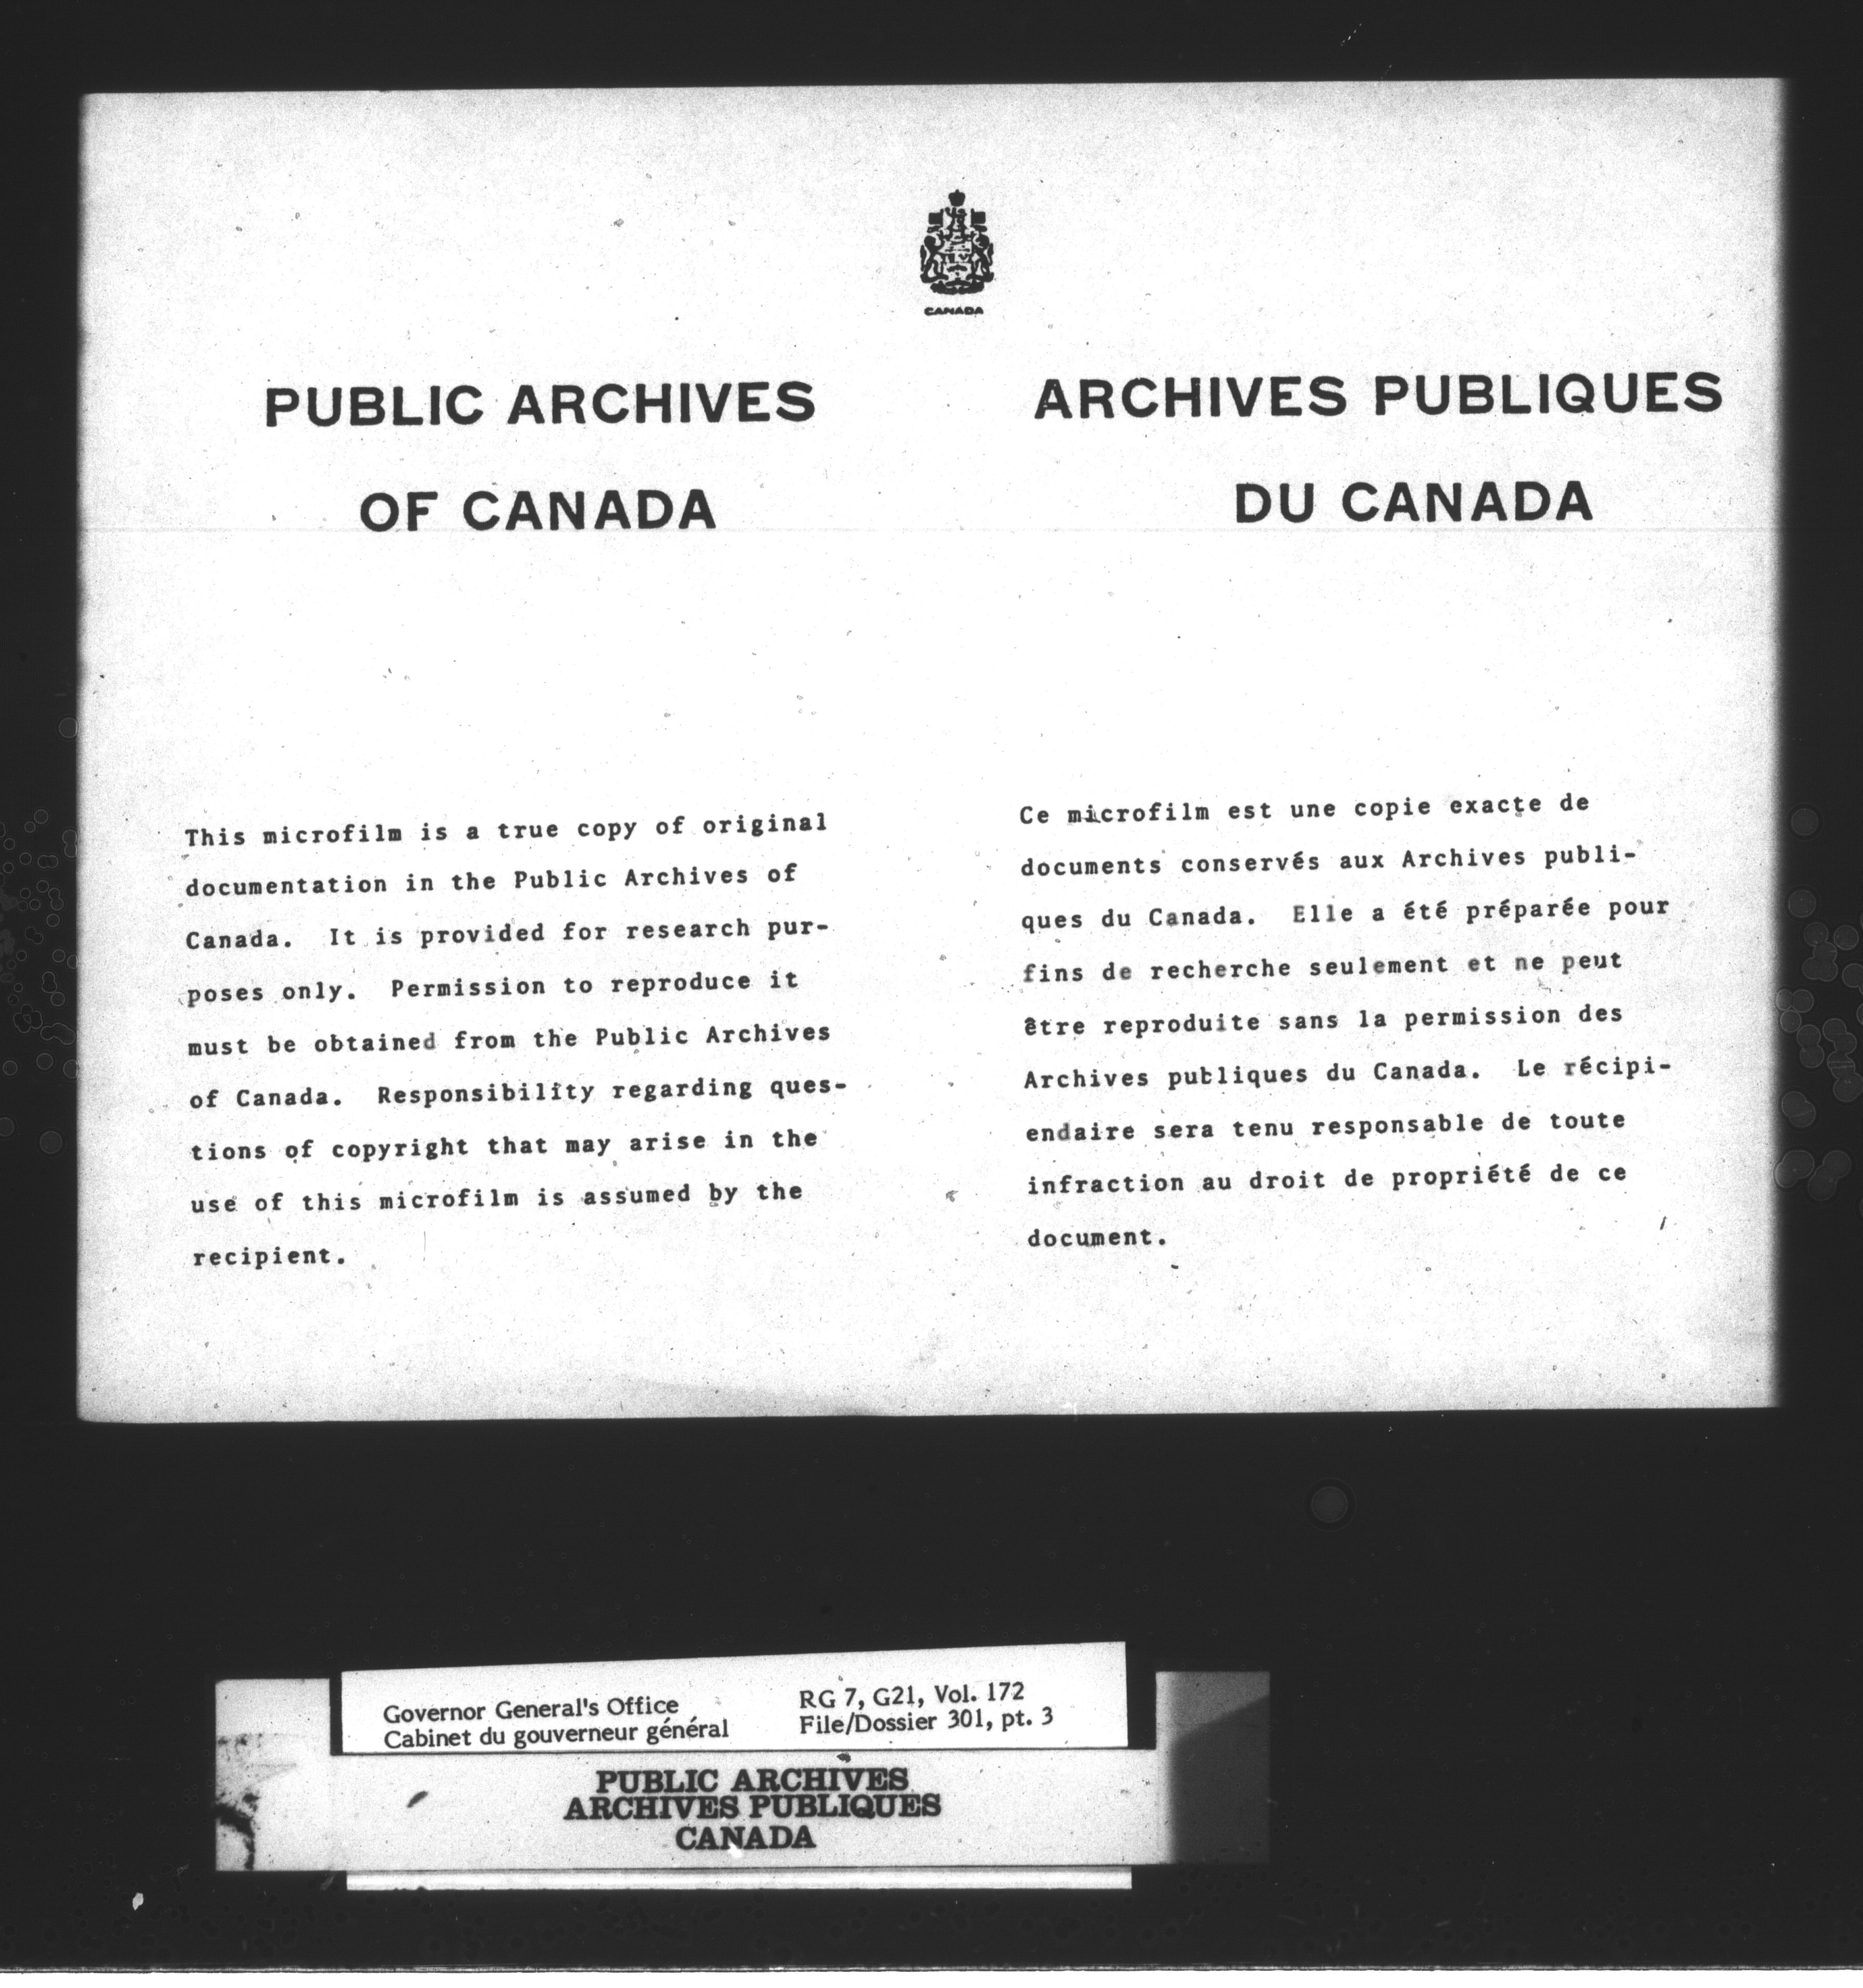 CANADA
PUBLIC ARCHIVES
OF CANADA
ARCHIVES PUBLIQUES
DU CANADA
This microfilm is a true copy of original
documentation in the Public Archives of
Canada. It is provided for research pur-
poses only. Permission to reproduce it
must be obtained from the Public Archives
of Canada. Responsibility regarding ques-
tions of copyright that may arise in the
use of this microfilm is assumed by the
recipient.
Ce microfilm est une copie exacte de
documents conservés aux Archives publi-
ques du Canada. Elle a été préparée pour
fins de recherche seulement et ne peut
être reproduite sans la permission des
Archives publiques du Canada. Le récipi-
endaire sera tenu responsable de toute
infraction au droit de propriété de ce
document.
Governor General's Office
Cabinet du gouverneur général
RG 7, G21, Vol. 172
File/Dossier 301, pt. 3
PUBLIC ARCHIVES
ARCHIVES PUBLIQUES
CANADA